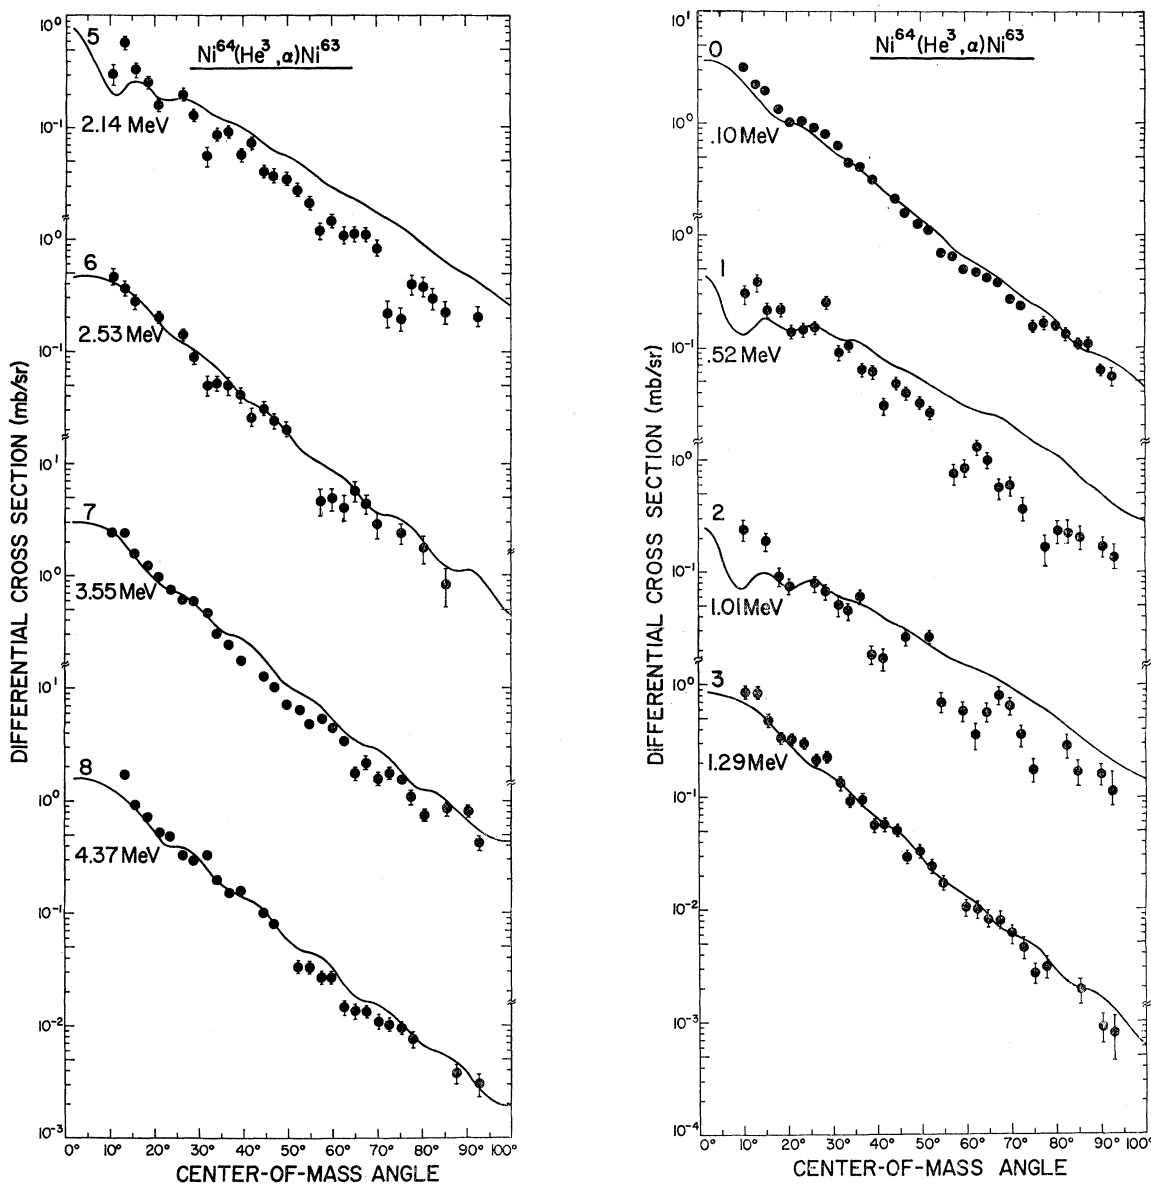 Ni⁶⁴(He³,α)Ni⁶³
10⁰
5
2.14 MeV
10⁻¹
10⁰
6
2.53 MeV
10⁻¹
10¹
7
10⁰
3.55 MeV
10¹
8
10⁰
4.37 MeV
10⁻¹
10⁻²
10⁻³
0° 10° 20° 30° 40° 50° 60° 70° 80° 90° 100°
CENTER-OF-MASS ANGLE
DIFFERENTIAL CROSS SECTION (mb/sr)
Ni⁶⁴(He³,α)Ni⁶³
10¹
0
10⁰
.10 MeV
10⁰
1
10⁻¹
.52 MeV
10⁰
2
10⁻¹
1.01 MeV
10⁰
3
1.29 MeV
10⁻¹
10⁻²
10⁻³
10⁻⁴
0° 10° 20° 30° 40° 50° 60° 70° 80° 90° 100°
CENTER-OF-MASS ANGLE
DIFFERENTIAL CROSS SECTION (mb/sr)